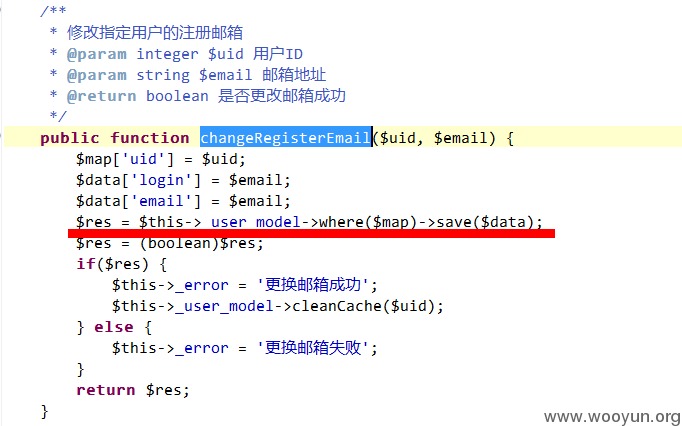 /**
 * 修改指定用户的注册邮箱
 * @param integer $uid 用户ID
 * @param string $email 邮箱地址
 * @return boolean 是否更改邮箱成功
 */
public function changeRegisterEmail($uid, $email) {
    $map['uid'] = $uid;
    $data['login'] = $email;
    $data['email'] = $email;
    $res = $this->_user_model->where($map)->save($data);
    $res = (boolean)$res;
    if($res) {
        $this->_error = '更换邮箱成功';
        $this->_user_model->cleanCache($uid);
    } else {
        $this->_error = '更换邮箱失败';
    }
    return $res;
}
www.wooyun.org